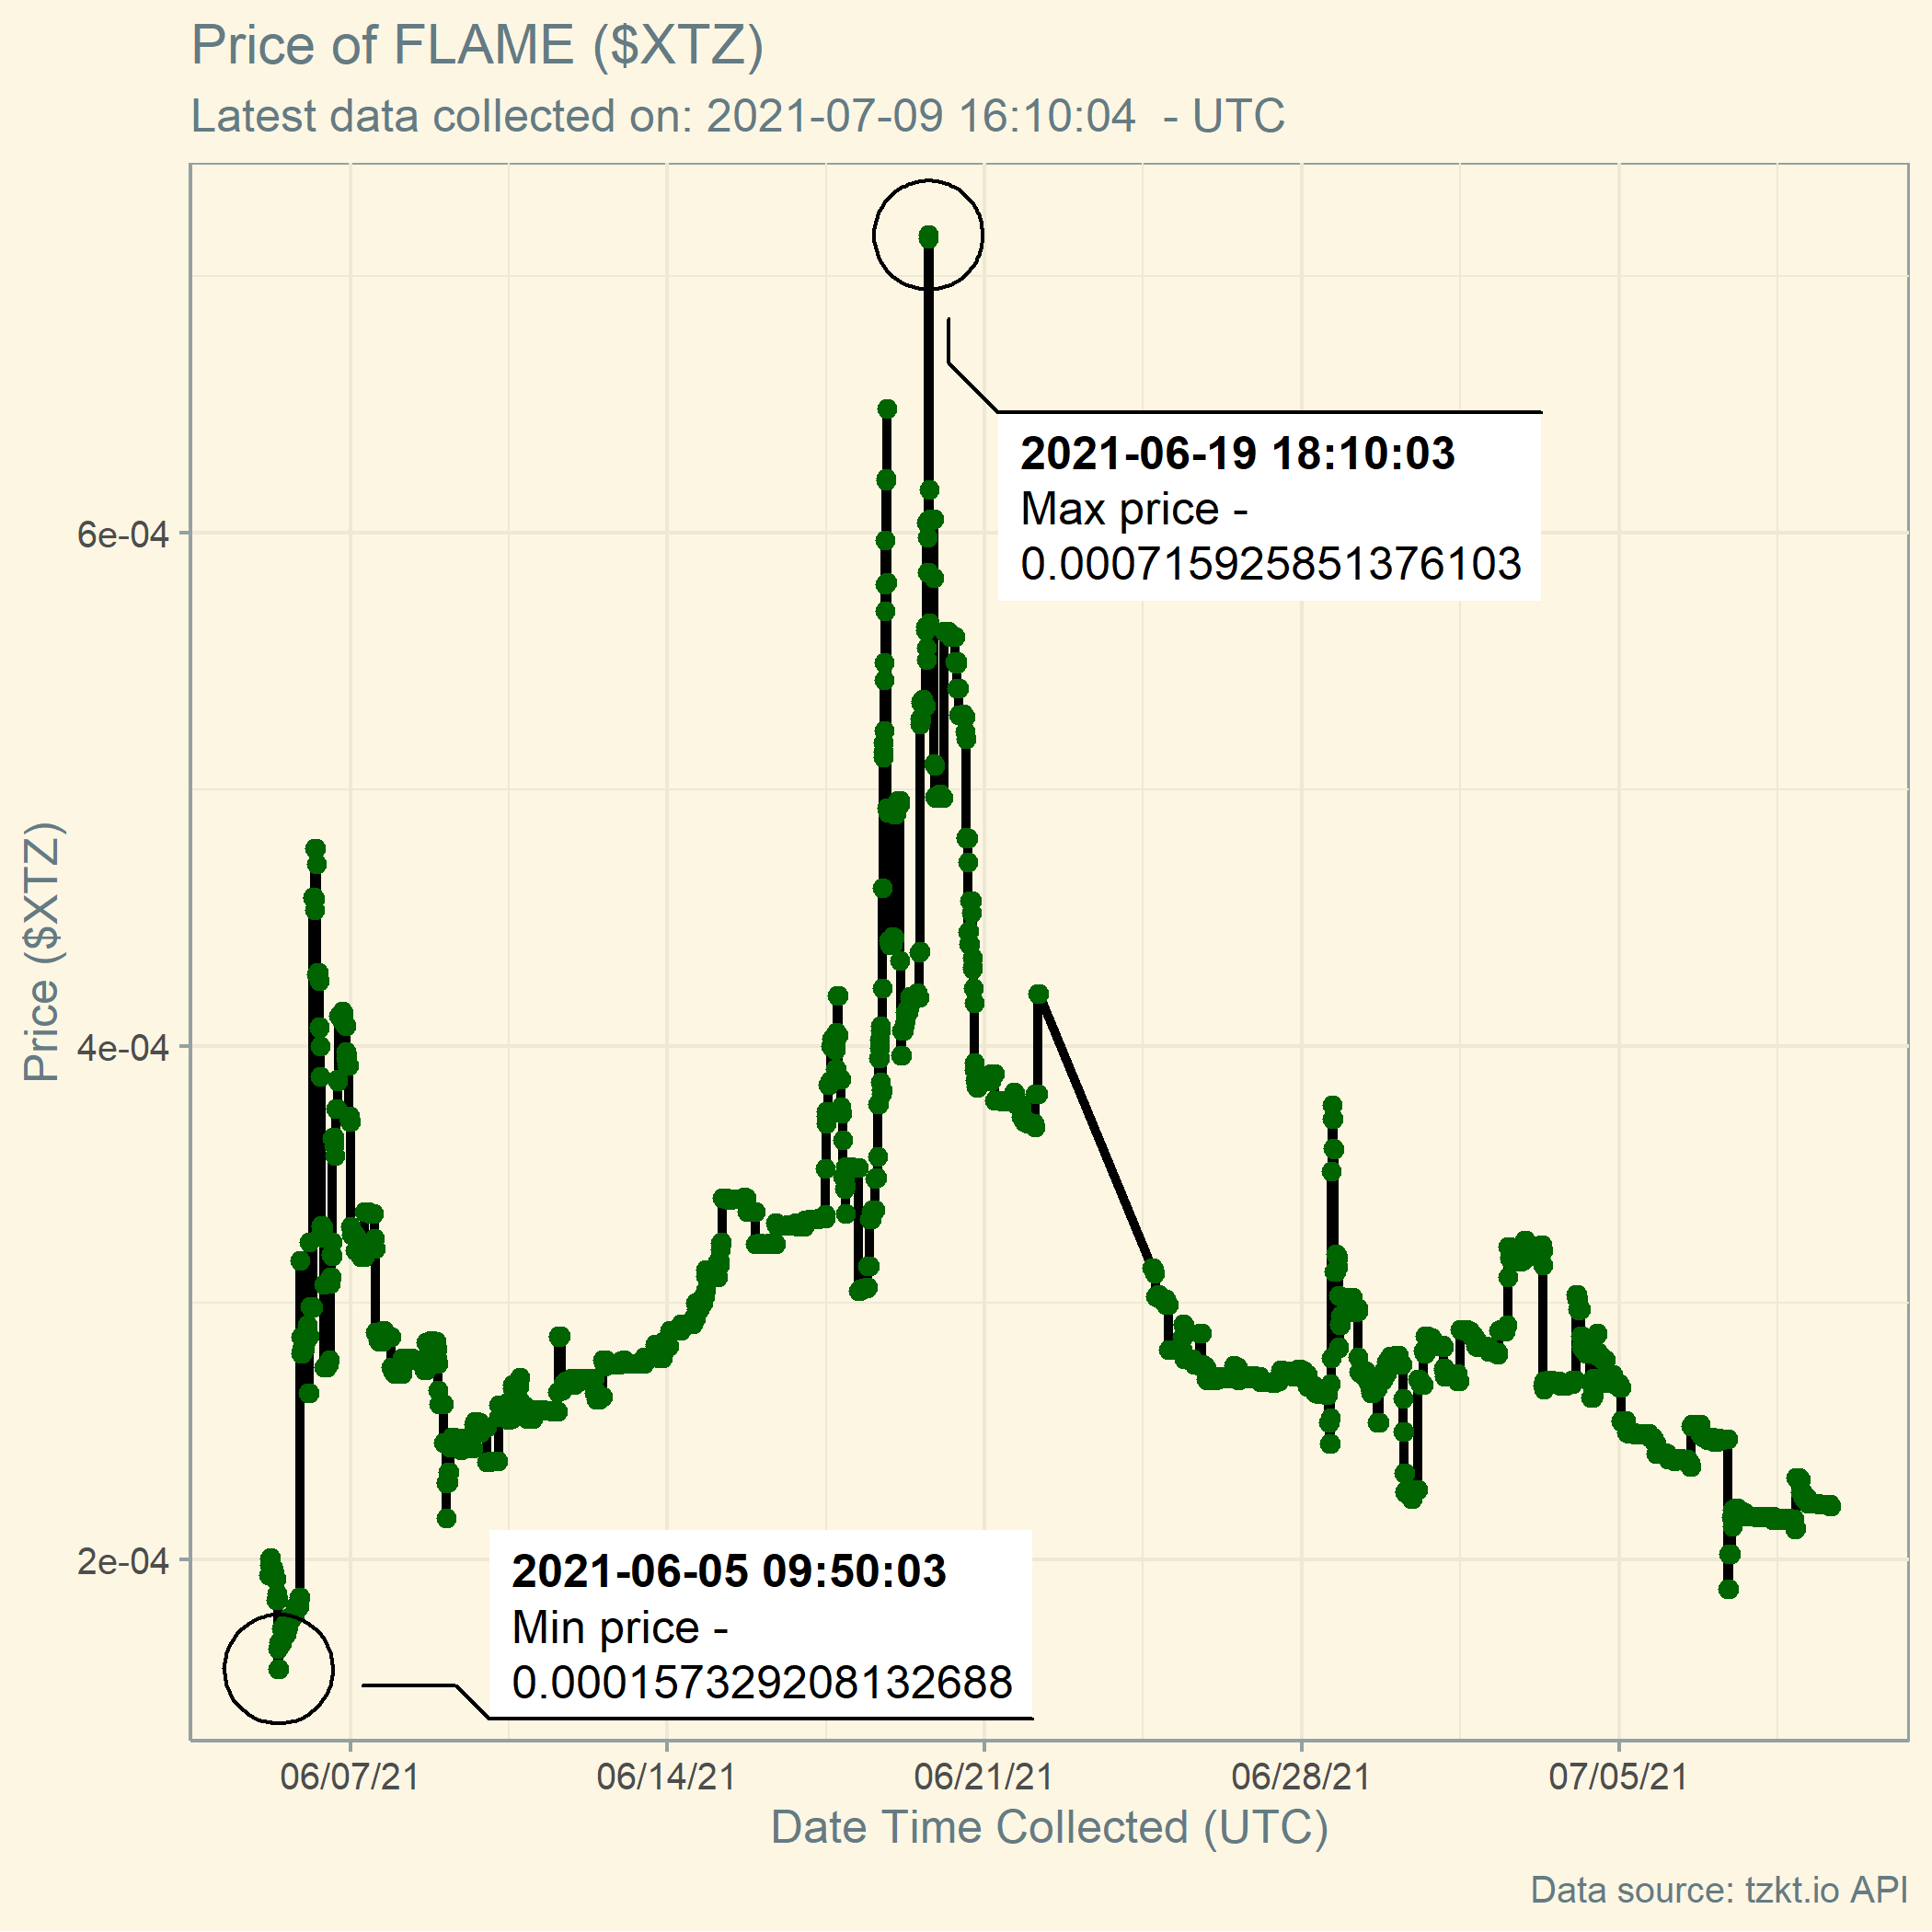 Price of FLAME ($XTZ)
Latest data collected on: 2021-07-09 16:10:04  - UTC
2021-06-19 18:10:03
Max price -
0.000715925851376103
6e-04
4e-04
2e-04
Price ($XTZ)
2021-06-05 09:50:03
Min price -
0.000157329208132688
06/07/21
06/14/21
06/21/21
06/28/21
07/05/21
Date Time Collected (UTC)
Data source: tzkt.io API